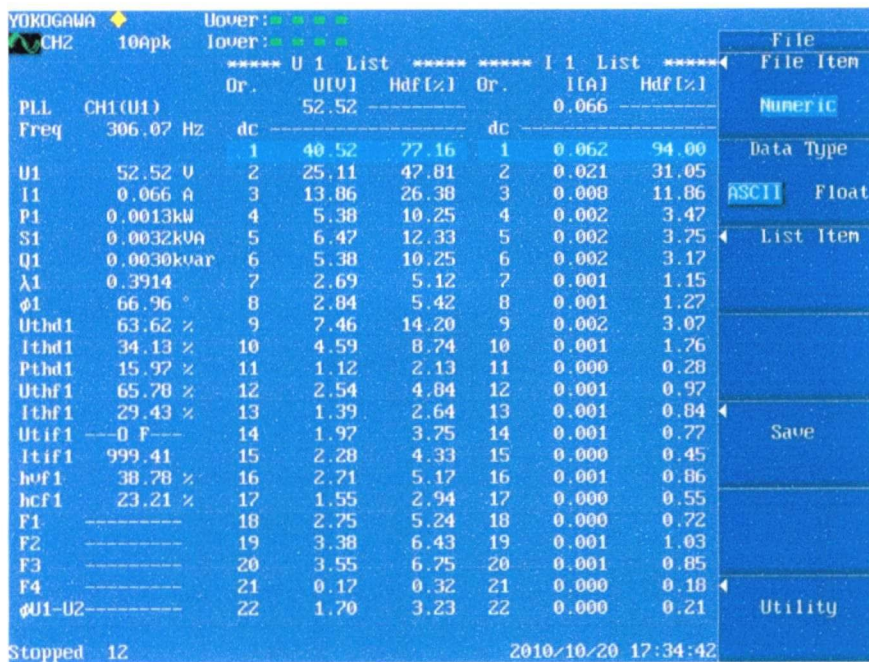 YOKOGAWA Uover:
CH2 10Apk Iover:
***** U 1 List ***** ***** I 1 List *****
Or. U[V] Hdf[%] Or. I[A] Hdf[%]
PLL CH1(U1) 52.52 -------- 0.066 --------
Freq 306.07 Hz dc -------- -------- dc -------- --------
1 40.52 77.16 1 0.062 94.00
U1 52.52 V 2 25.11 47.81 2 0.021 31.05
I1 0.066 A 3 13.86 26.38 3 0.008 11.86
P1 0.0013kW 4 5.38 10.25 4 0.002 3.47
S1 0.0032kVA 5 6.47 12.33 5 0.002 3.75
Q1 0.0030kvar 6 5.38 10.25 6 0.002 3.17
λ1 0.3914 7 2.69 5.12 7 0.001 1.15
φ1 66.96 ° 8 2.84 5.42 8 0.001 1.27
Uthd1 63.62 % 9 7.46 14.20 9 0.002 3.07
Ithd1 34.13 % 10 4.59 8.74 10 0.001 1.76
Pthd1 15.97 % 11 1.12 2.13 11 0.000 0.28
Uthf1 65.78 % 12 2.54 4.84 12 0.001 0.97
Ithf1 29.43 % 13 1.39 2.64 13 0.001 0.84
Utif1 ---O F--- 14 1.97 3.75 14 0.001 0.77
Itif1 999.41 15 2.28 4.33 15 0.000 0.45
hvf1 38.78 % 16 2.71 5.17 16 0.001 0.86
hcf1 23.21 % 17 1.55 2.94 17 0.000 0.55
F1 -------- 18 2.75 5.24 18 0.000 0.72
F2 -------- 19 3.38 6.43 19 0.001 1.03
F3 -------- 20 3.55 6.75 20 0.001 0.85
F4 -------- 21 0.17 0.32 21 0.000 0.18
φU1-U2-------- 22 1.70 3.23 22 0.000 0.21
Stopped 12 2010/10/20 17:34:42
File
File Item
Numeric
Data Type
ASCII Float
List Item
Save
Utility